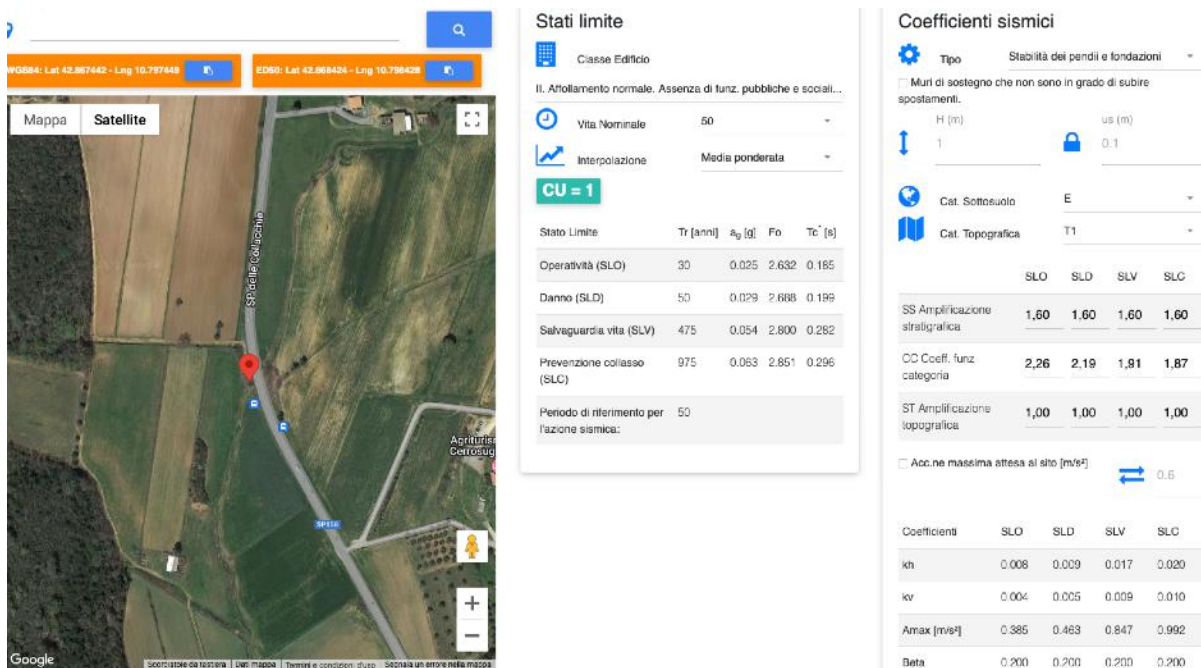 WGS84: Lat 42.867442 - Lng 10.797449
ED50: Lat 42.868424 - Lng 10.798428
Mappa Satellite
SP delle Collacchie
Agrituris
Cerrosug
SP158
Google
Scorciatoie da tastiera Dati mappa Termini e condizioni d'uso Segnala un errore nella mappa
Stati limite
Classe Edificio
II. Affollamento normale. Assenza di funz. pubbliche e sociali...
Vita Nominale 50
Interpolazione Media ponderata
CU = 1
Stato Limite Tr [anni] ag [g] Fo Tc* [s]
Operatività (SLO) 30 0.025 2.632 0.185
Danno (SLD) 50 0.029 2.688 0.199
Salvaguardia vita (SLV) 475 0.054 2.800 0.282
Prevenzione collasso 975 0.063 2.851 0.296
(SLC)
Periodo di riferimento per 50
l'azione sismica:
Coefficienti sismici
Tipo Stabilità dei pendii e fondazioni
Muri di sostegno che non sono in grado di subire
spostamenti.
H (m) us (m)
1 0.1
Cat. Sottosuolo E
Cat. Topografica T1
SLO SLD SLV SLC
SS Amplificazione 1,60 1,60 1,60 1,60
stratigrafica
CC Coeff. funz 2,26 2,19 1,91 1,87
categoria
ST Amplificazione 1,00 1,00 1,00 1,00
topografica
Acc.ne massima attesa al sito [m/s²] 0.6
Coefficienti SLO SLD SLV SLC
kh 0.008 0.009 0.017 0.020
kv 0.004 0.005 0.009 0.010
Amax [m/s²] 0.385 0.463 0.847 0.992
Beta 0.200 0.200 0.200 0.200